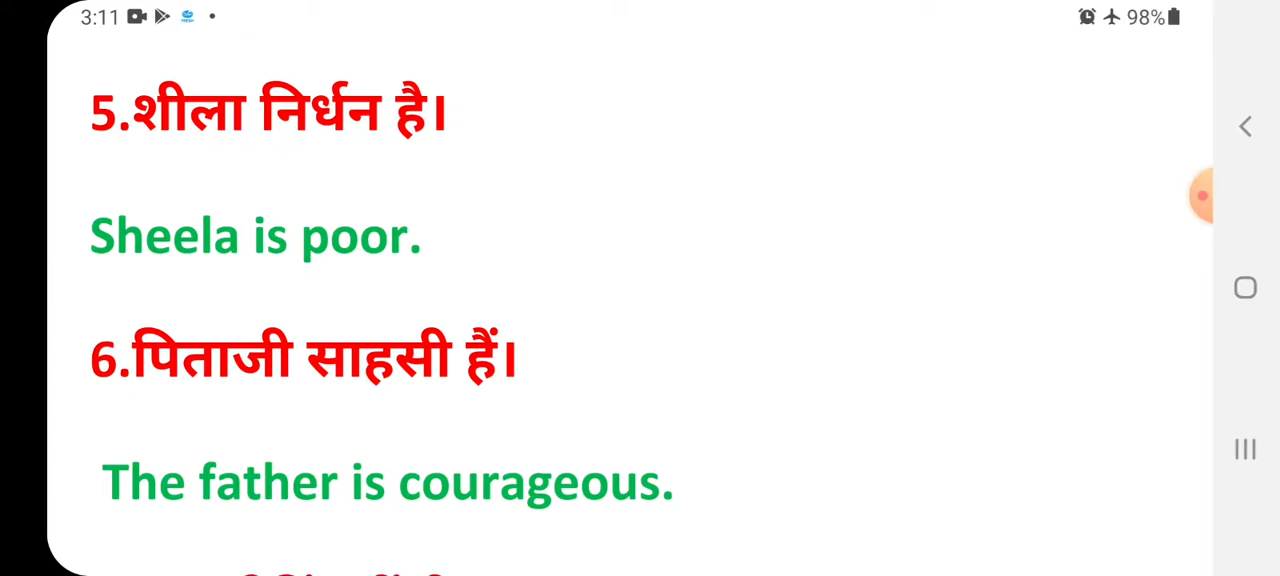 3:11
98%
5.शीला निर्धन है।
Sheela is poor.
6.पिताजी साहसी हैं।
The father is courageous.